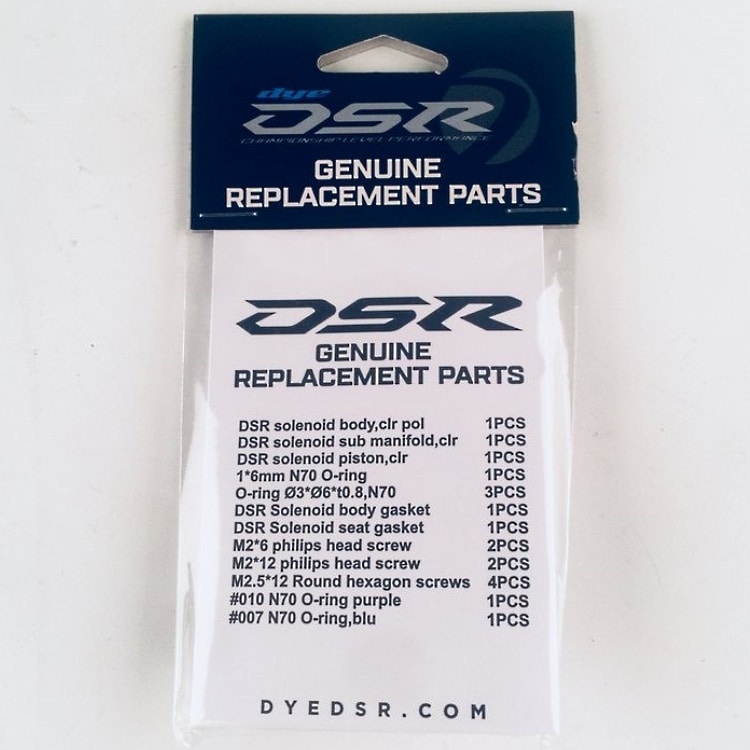 dye
DSR
CHAMPIONSHIP LEVEL PERFORMANCE
GENUINE
REPLACEMENT PARTS
DSR
GENUINE
REPLACEMENT PARTS
DSR solenoid body,clr pol 1PCS
DSR solenoid sub manifold,clr 1PCS
DSR solenoid piston,clr 1PCS
1*6mm N70 O-ring 1PCS
O-ring Ø3*Ø6*t0.8,N70 3PCS
DSR Solenoid body gasket 1PCS
DSR Solenoid seat gasket 1PCS
M2*6 philips head screw 2PCS
M2*12 philips head screw 2PCS
M2.5*12 Round hexagon screws 4PCS
#010 N70 O-ring purple 1PCS
#007 N70 O-ring,blu 1PCS
DYEDSR.COM